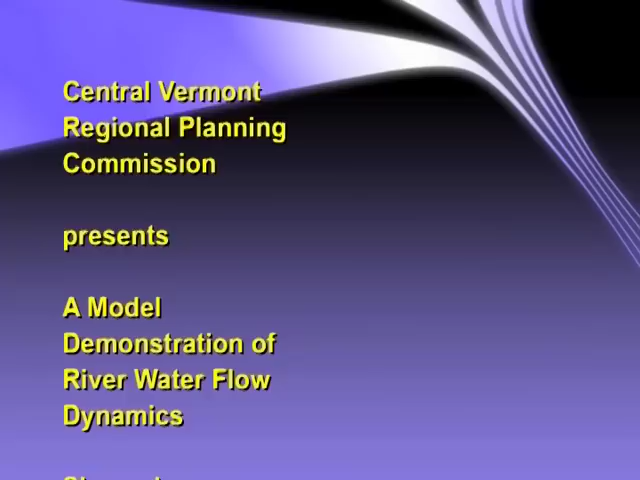 Central Vermont
Regional Planning
Commission
presents
A Model
Demonstration of
River Water Flow
Dynamics